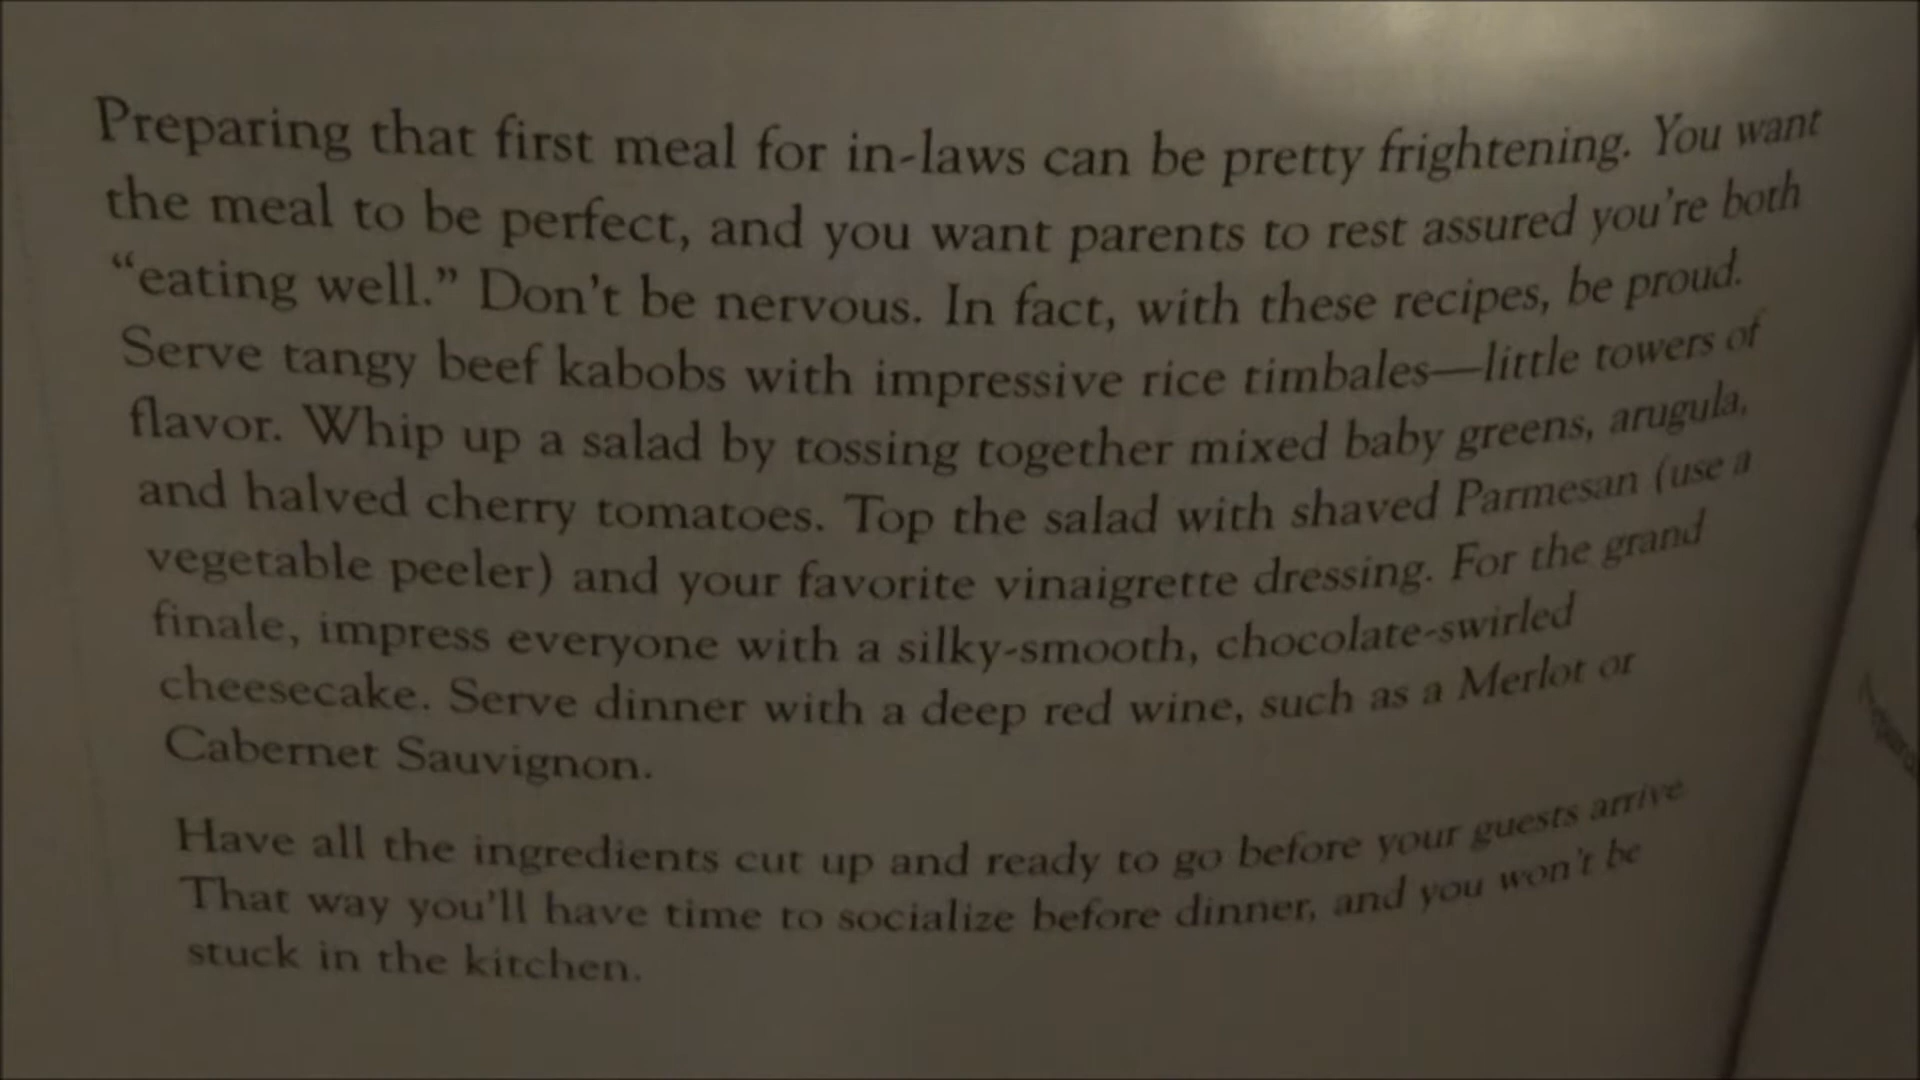 Preparing that first meal for in-laws can be pretty frightening. You want
the meal to be perfect, and you want parents to rest assured you're both
“eating well.” Don't be nervous. In fact, with these recipes, be proud.
Serve tangy beef kabobs with impressive rice timbales—little towers of
flavor. Whip up a salad by tossing together mixed baby greens, arugula,
and halved cherry tomatoes. Top the salad with shaved Parmesan (use a
vegetable peeler) and your favorite vinaigrette dressing. For the grand
finale, impress everyone with a silky-smooth, chocolate-swirled
cheesecake. Serve dinner with a deep red wine, such as a Merlot or
Cabernet Sauvignon.
Have all the ingredients cut up and ready to go before your guests arrive
That way you'll have time to socialize before dinner, and you won't be
stuck in the kitchen.